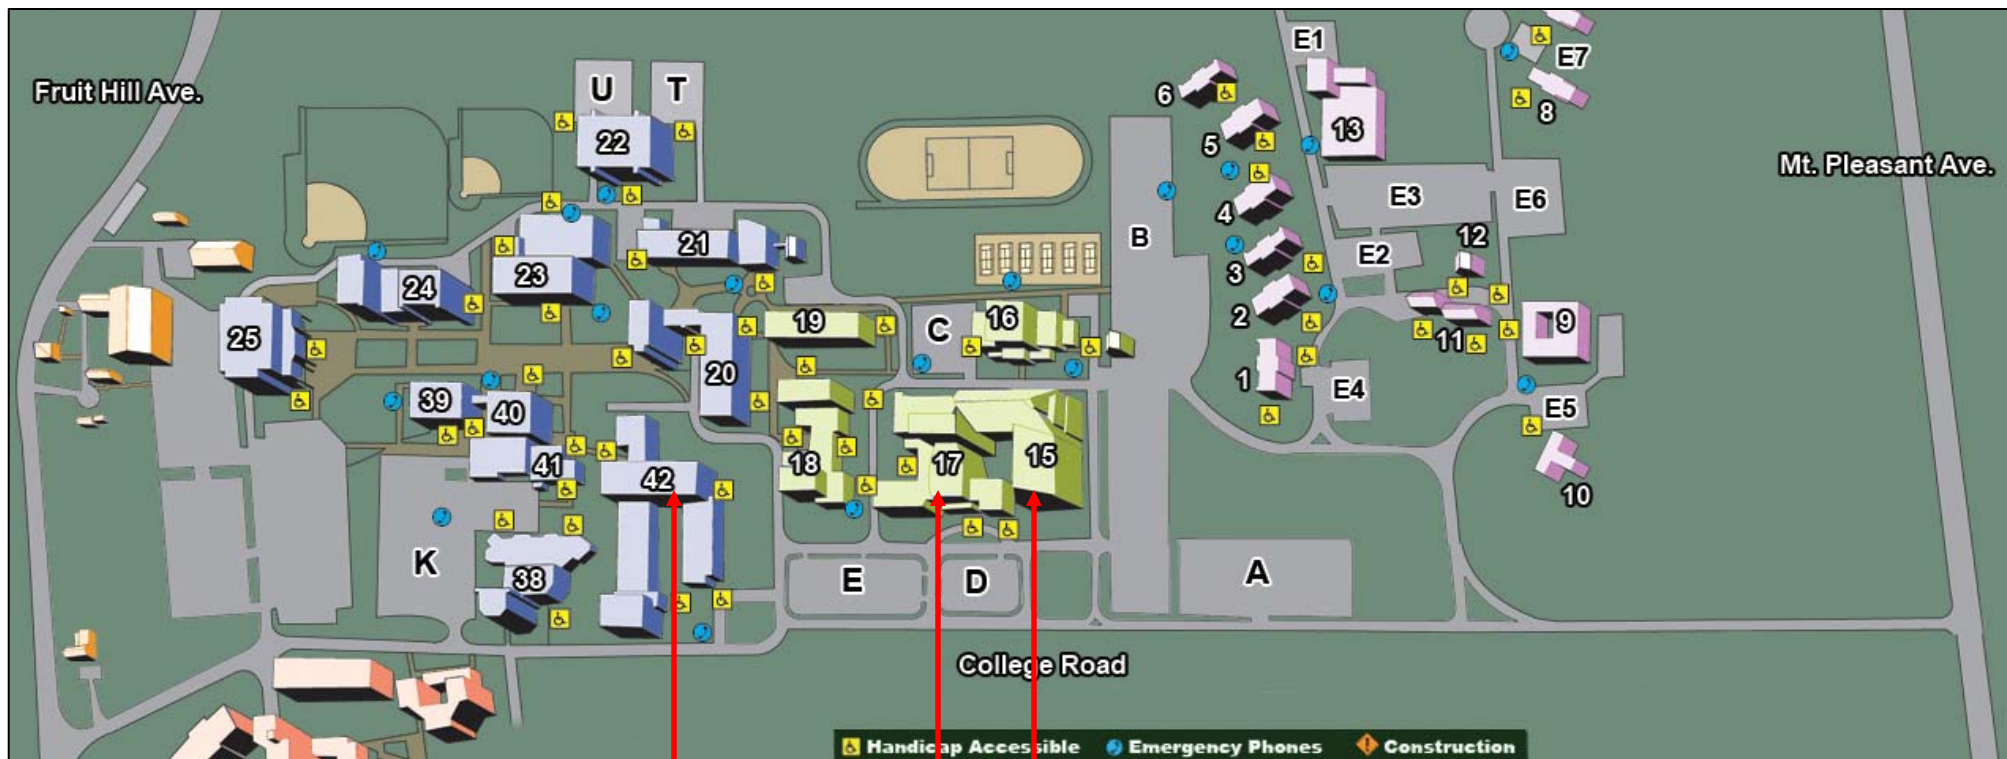 E1
E7
Fruit Hill Ave.
U T
6
8
5
13
22
Mt. Pleasant Ave.
4
E3 E6
B
12
21
E2
3
23
24
2
16
19
C
9
25
11
20
1
E4
39
40
E5
15
17
18
41
42
10
K
A
38
E D
College Road
Handicap Accessible Emergency Phones Construction